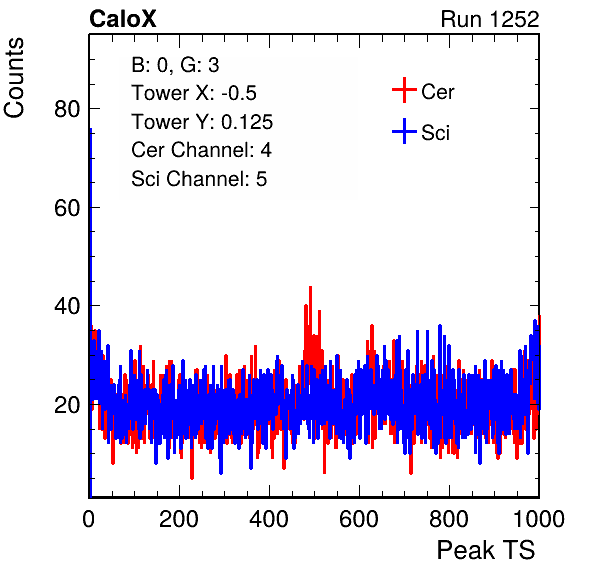 CaloX Run 1252
Counts
B: 0, G: 3
Tower X: -0.5
Tower Y: 0.125
Cer Channel: 4
Sci Channel: 5
Cer
Sci
80
60
40
20
0 200 400 600 800 1000
Peak TS